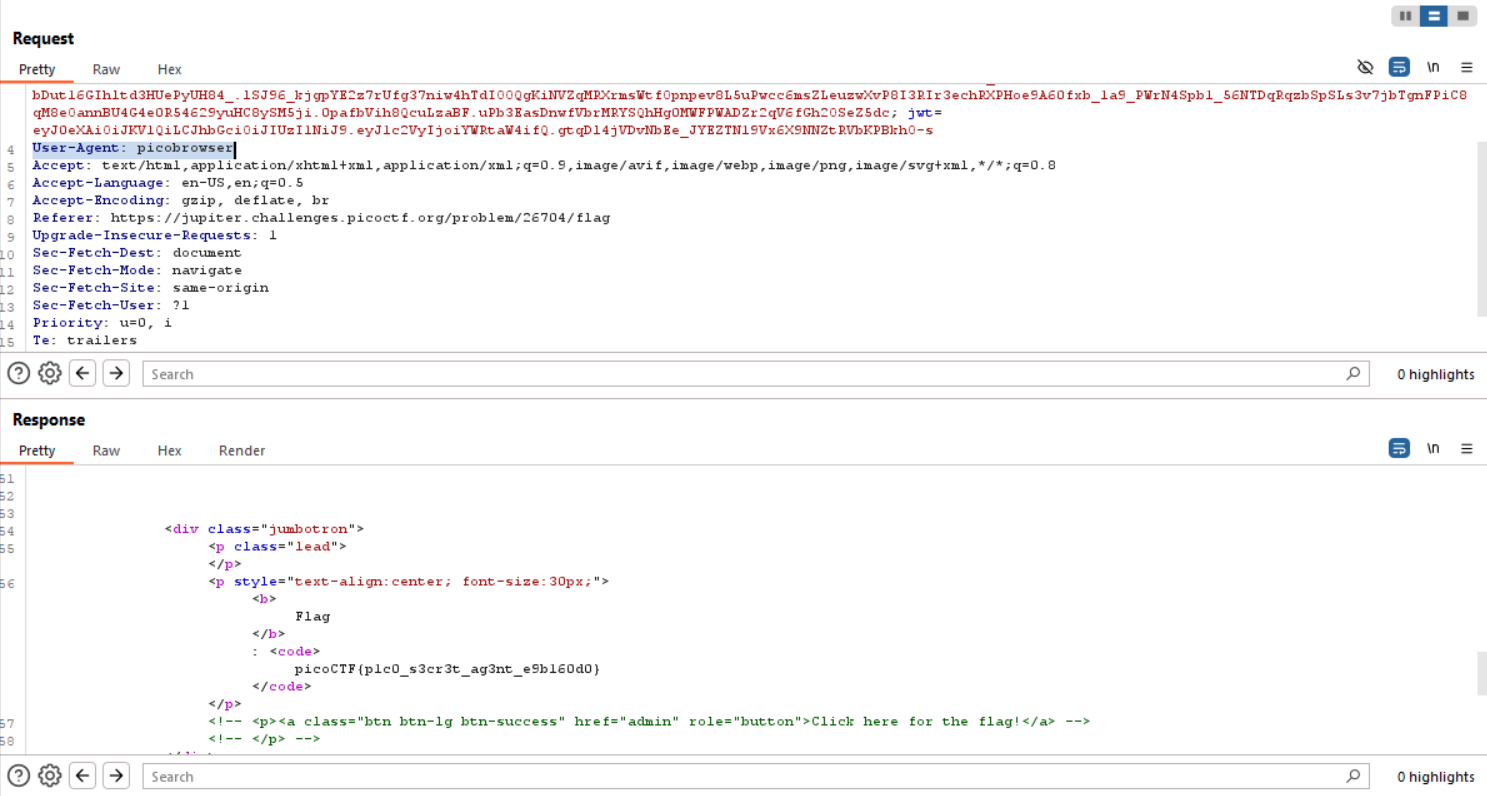 Request
Pretty Raw Hex
\n
bDutl6GIhltd3HUePyUH84_.lSJ96_kjgpYE2z7rUfg37niw4hTdI00QgKiNVZqMRXrmsWtf0pnpev8L5uPwcc6msZLeuzwXvP8I3RIr3echRXPHoe9A60fxb_la9_PWrN4Spbl_56NTDqRqzbSpSLs3v7jbTgnFPiC8
qM8e0annBU4G4e0R54629yuHC8ySM5ji.0pafbVih8QcuLzaBF.uPb3EasDnwfVbrMRYSQhHg0MWFPWADZr2qV6fGh20SeZ5dc; jwt=
eyJ0eXAiOiJKV1QiLCJhbGciOiJIUzI1NiJ9.eyJ1c2VyIjoiYWRtaW4ifQ.gtqDl4jVDvNbEe_JYEZTNl9Vx6X9NNZtRVbKPBkh0-s
4 User-Agent: picobrowser
5 Accept: text/html,application/xhtml+xml,application/xml;q=0.9,image/avif,image/webp,image/png,image/svg+xml,*/*;q=0.8
6 Accept-Language: en-US,en;q=0.5
7 Accept-Encoding: gzip, deflate, br
8 Referer: https://jupiter.challenges.picoctf.org/problem/26704/flag
9 Upgrade-Insecure-Requests: 1
10 Sec-Fetch-Dest: document
11 Sec-Fetch-Mode: navigate
12 Sec-Fetch-Site: same-origin
13 Sec-Fetch-User: ?1
14 Priority: u=0, i
15 Te: trailers
Search 0 highlights
Response
Pretty Raw Hex Render
\n
51
52
53
54 <div class="jumbotron">
55 <p class="lead">
</p>
56 <p style="text-align:center; font-size:30px;">
<b>
Flag
</b>
: <code>
picoCTF{p1c0_s3cr3t_ag3nt_e9b160d0}
</code>
</p>
57 <!-- <p><a class="btn btn-lg btn-success" href="admin" role="button">Click here for the flag!</a> -->
58 <!-- </p> -->
Search 0 highlights